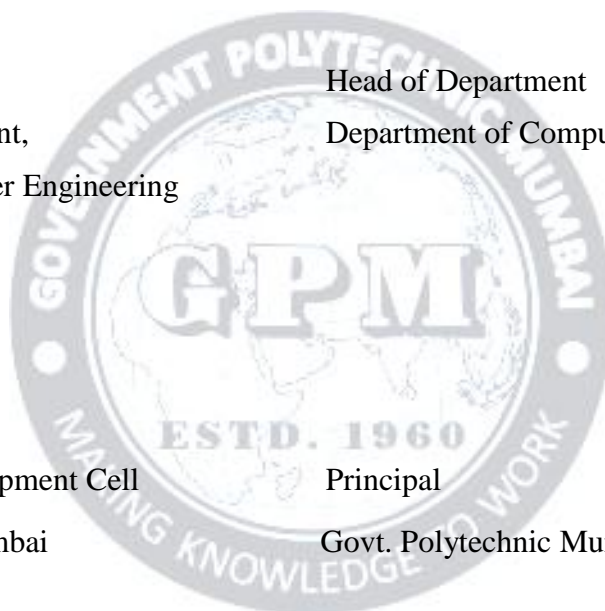 GOVERNMENT POLYTECHNIC MUMBAI
Head of Department
nt, Department of Compu
er Engineering
GPM
ESTD. 1960
pment Cell Principal
nbai Govt. Polytechnic Mu
MAKING KNOWLEDGE TO WORK